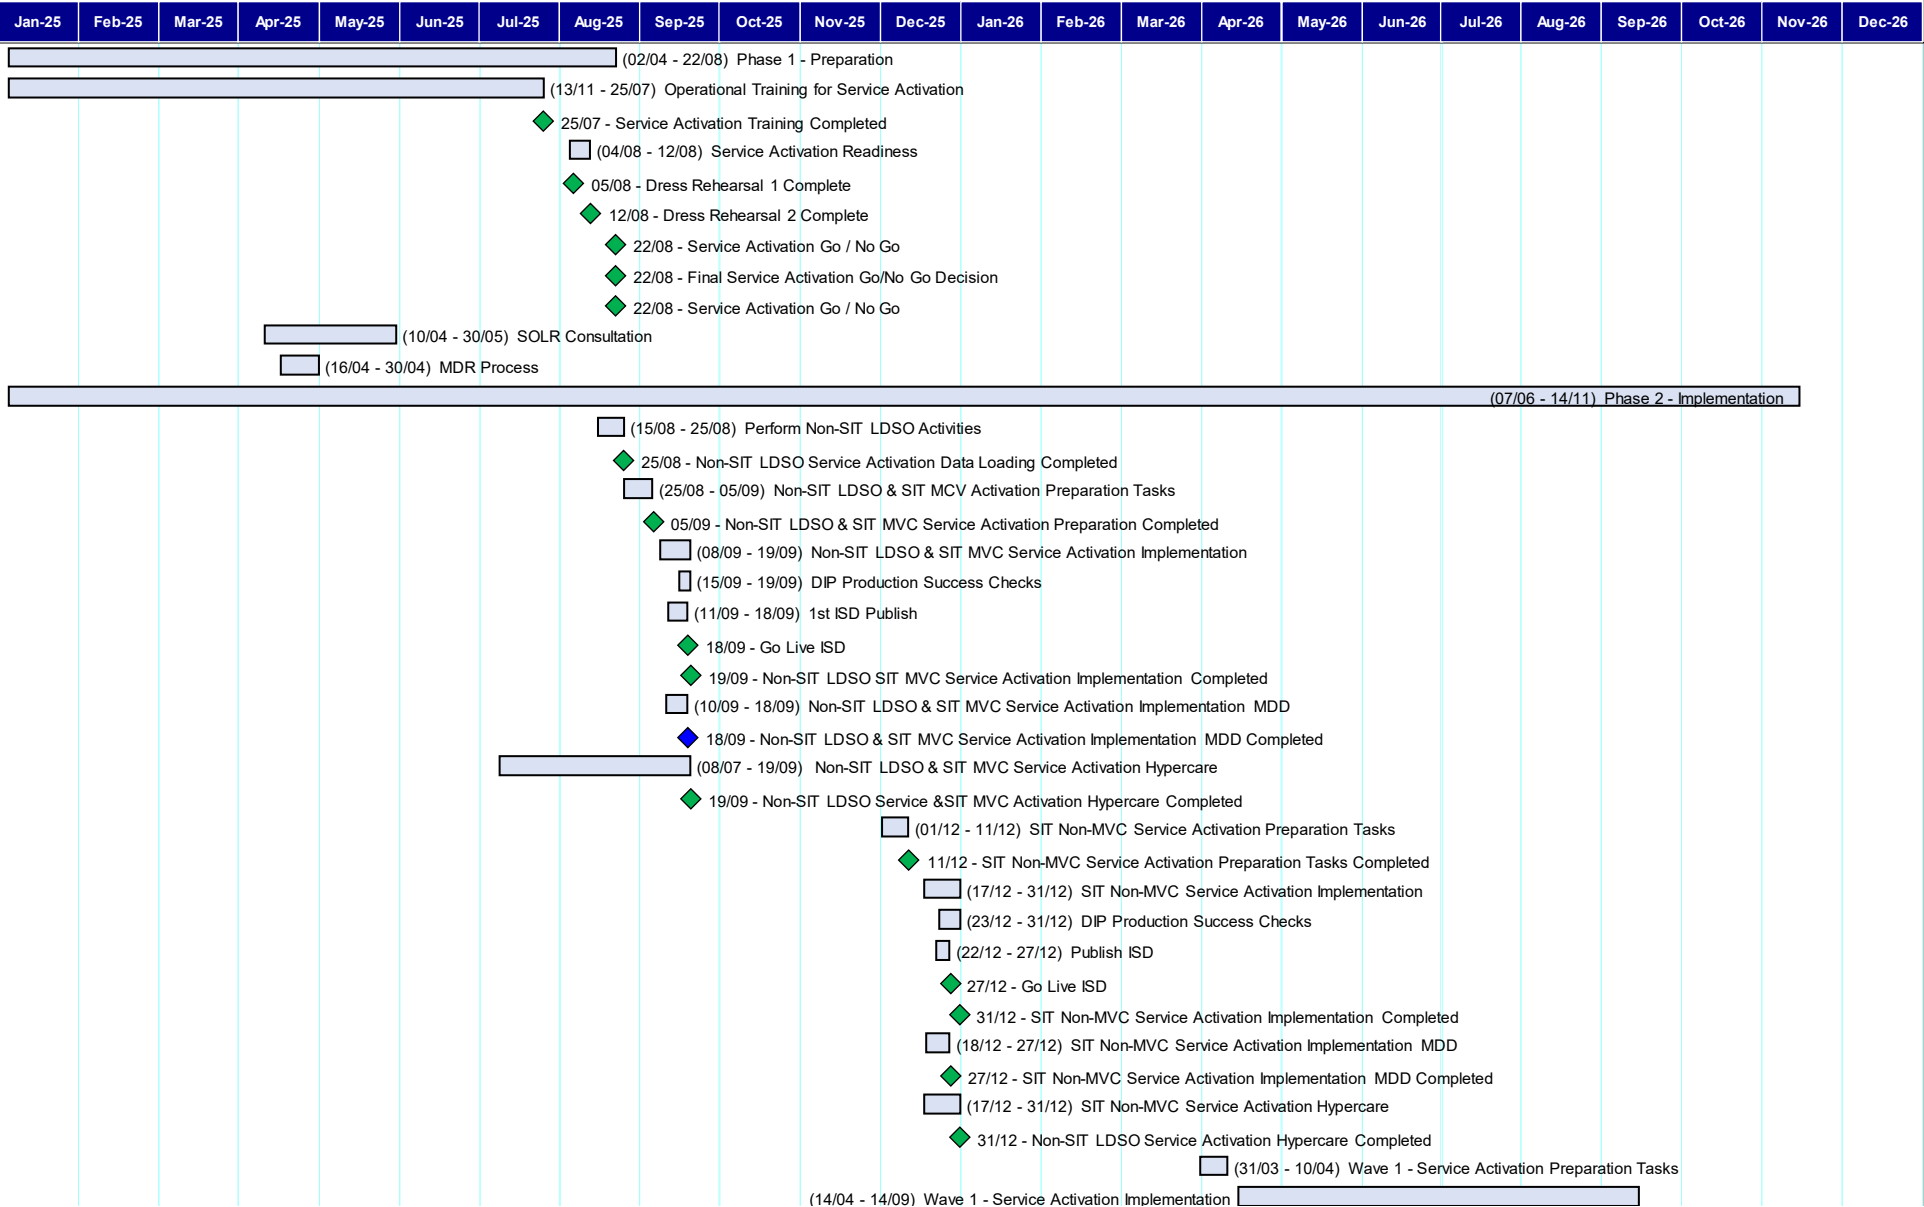 Jan-25 Feb-25 Mar-25 Apr-25 May-25 Jun-25 Jul-25 Aug-25 Sep-25 Oct-25 Nov-25 Dec-25 Jan-26 Feb-26 Mar-26 Apr-26 May-26 Jun-26 Jul-26 Aug-26 Sep-26 Oct-26 Nov-26 Dec-26
(02/04 - 22/08) Phase 1 - Preparation
(13/11 - 25/07) Operational Training for Service Activation
25/07 - Service Activation Training Completed
(04/08 - 12/08) Service Activation Readiness
05/08 - Dress Rehearsal 1 Complete
12/08 - Dress Rehearsal 2 Complete
22/08 - Service Activation Go / No Go
22/08 - Final Service Activation Go/No Go Decision
22/08 - Service Activation Go / No Go
(10/04 - 30/05) SOLR Consultation
(16/04 - 30/04) MDR Process
(07/06 - 14/11) Phase 2 - Implementation
(15/08 - 25/08) Perform Non-SIT LDSO Activities
25/08 - Non-SIT LDSO Service Activation Data Loading Completed
(25/08 - 05/09) Non-SIT LDSO & SIT MCV Activation Preparation Tasks
05/09 - Non-SIT LDSO & SIT MVC Service Activation Preparation Completed
(08/09 - 19/09) Non-SIT LDSO & SIT MVC Service Activation Implementation
(15/09 - 19/09) DIP Production Success Checks
(11/09 - 18/09) 1st ISD Publish
18/09 - Go Live ISD
19/09 - Non-SIT LDSO SIT MVC Service Activation Implementation Completed
(10/09 - 18/09) Non-SIT LDSO & SIT MVC Service Activation Implementation MDD
18/09 - Non-SIT LDSO & SIT MVC Service Activation Implementation MDD Completed
(08/07 - 19/09) Non-SIT LDSO & SIT MVC Service Activation Hypercare
19/09 - Non-SIT LDSO Service &SIT MVC Activation Hypercare Completed
(01/12 - 11/12) SIT Non-MVC Service Activation Preparation Tasks
11/12 - SIT Non-MVC Service Activation Preparation Tasks Completed
(17/12 - 31/12) SIT Non-MVC Service Activation Implementation
(23/12 - 31/12) DIP Production Success Checks
(22/12 - 27/12) Publish ISD
27/12 - Go Live ISD
31/12 - SIT Non-MVC Service Activation Implementation Completed
(18/12 - 27/12) SIT Non-MVC Service Activation Implementation MDD
27/12 - SIT Non-MVC Service Activation Implementation MDD Completed
(17/12 - 31/12) SIT Non-MVC Service Activation Hypercare
31/12 - Non-SIT LDSO Service Activation Hypercare Completed
(31/03 - 10/04) Wave 1 - Service Activation Preparation Tasks
(14/04 - 14/09) Wave 1 - Service Activation Implementation